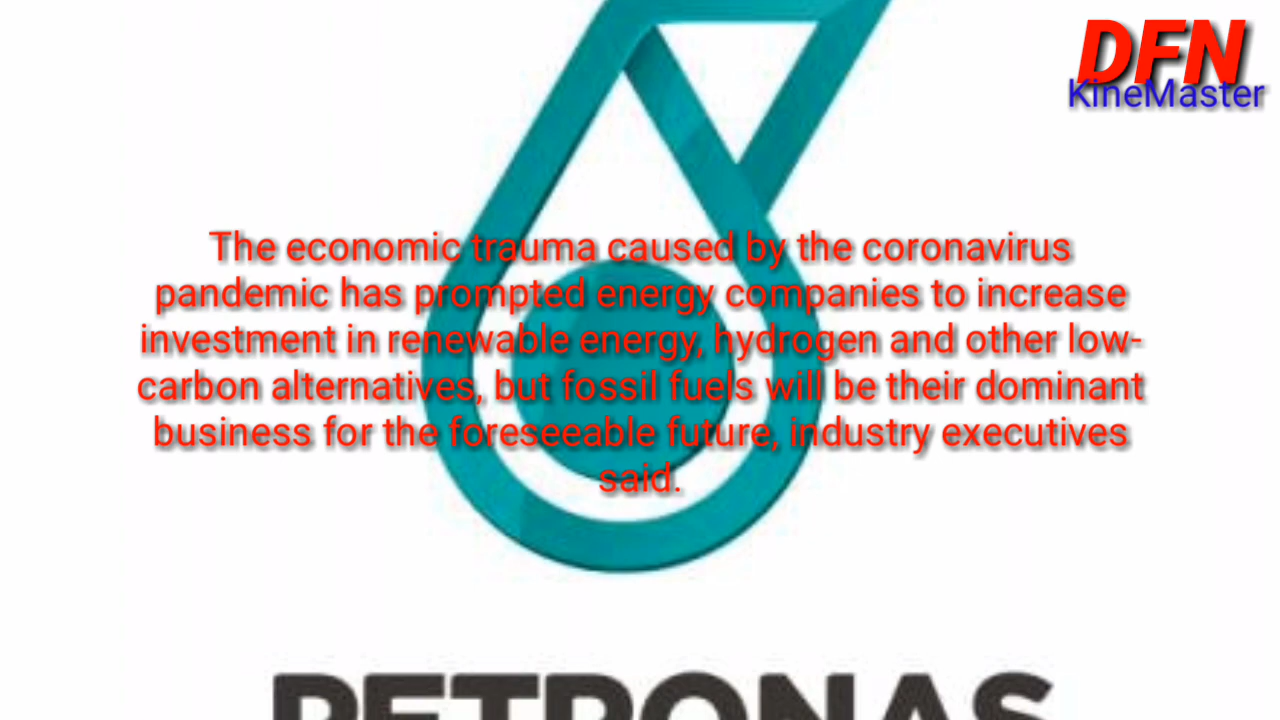 DFN
KineMaster
The economic trauma caused by the coronavirus
pandemic has prompted energy companies to increase
investment in renewable energy, hydrogen and other low-
carbon alternatives, but fossil fuels will be their dominant
business for the foreseeable future, industry executives
said.
PETRONAS